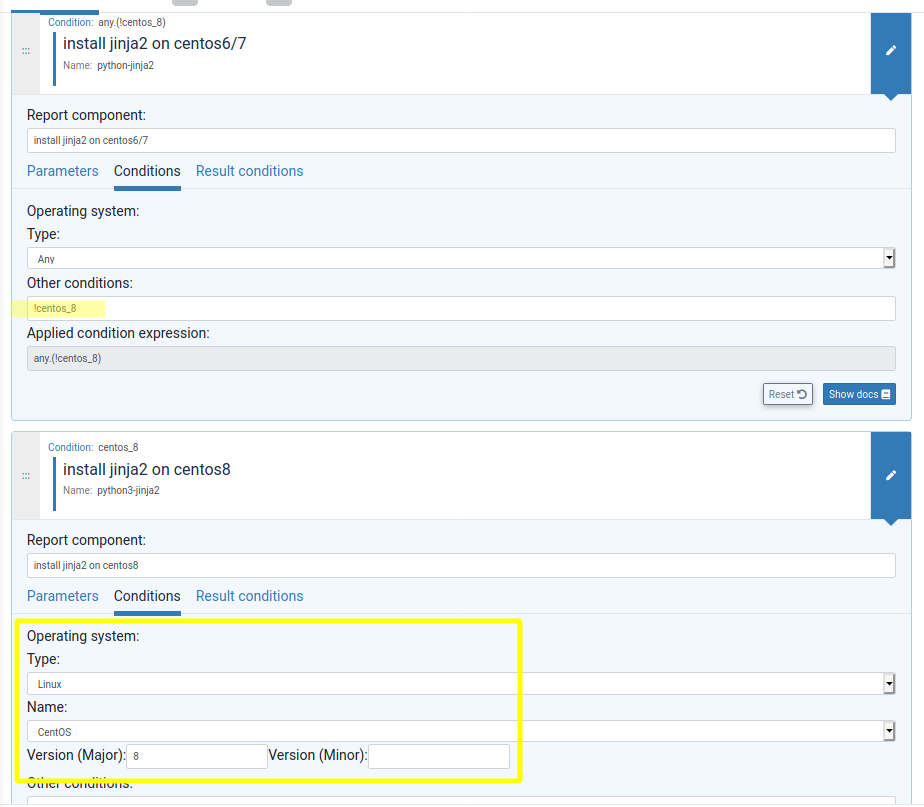 Condition: any.(!centos_8)
install jinja2 on centos6/7
Name: python-jinja2
Report component:
install jinja2 on centos6/7
Parameters Conditions Result conditions
Operating system:
Type:
Any
Other conditions:
!centos_8
Applied condition expression:
any.(!centos_8)
Reset Show docs
Condition: centos_8
install jinja2 on centos8
Name: python3-jinja2
Report component:
install jinja2 on centos8
Parameters Conditions Result conditions
Operating system:
Type:
Linux
Name:
CentOS
Version (Major): 8 Version (Minor):
Other conditions: